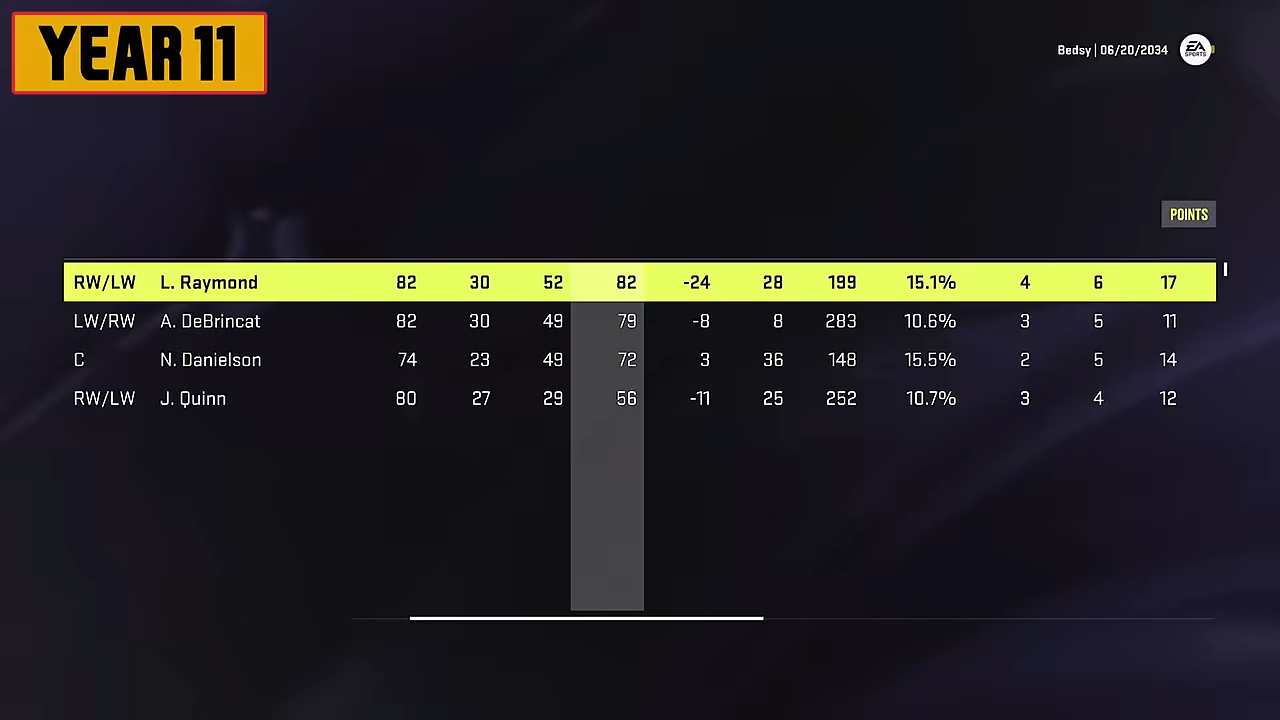 YEAR 11
Bedsy | 06/20/2034
EA SPORTS
POINTS
RW/LW L. Raymond 82 30 52 82 -24 28 199 15.1% 4 6 17
LW/RW A. DeBrincat 82 30 49 79 -8 8 283 10.6% 3 5 11
C N. Danielson 74 23 49 72 3 36 148 15.5% 2 5 14
RW/LW J. Quinn 80 27 29 56 -11 25 252 10.7% 3 4 12